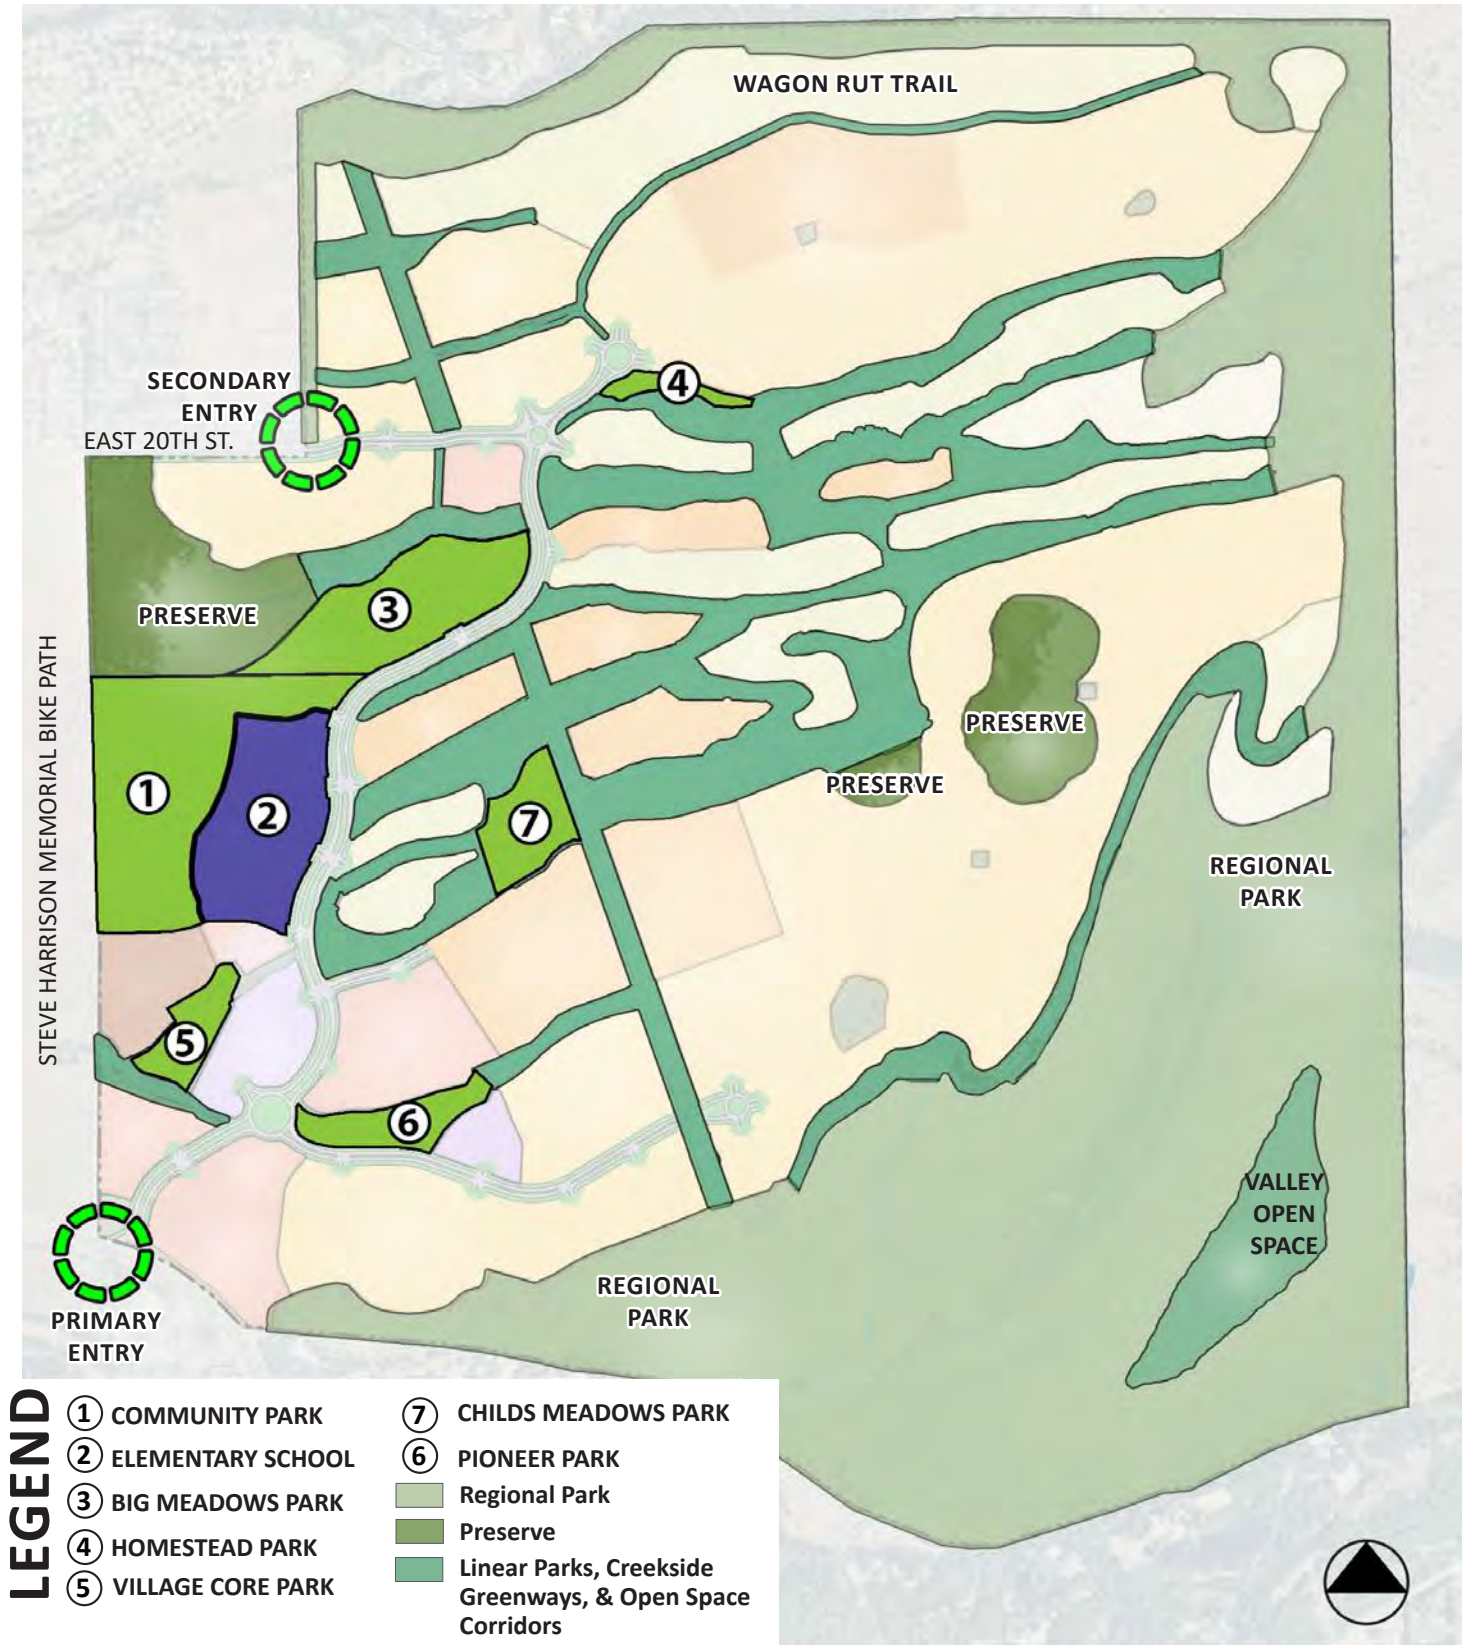 WAGON RUT TRAIL
SECONDARY
ENTRY
EAST 20TH ST.
4
PRESERVE
3
STEVE HARRISON MEMORIAL BIKE PATH
PRESERVE
PRESERVE
1
2
7
REGIONAL
PARK
5
6
VALLEY
OPEN
SPACE
PRIMARY
ENTRY
REGIONAL
PARK
LEGEND
1 COMMUNITY PARK
2 ELEMENTARY SCHOOL
3 BIG MEADOWS PARK
4 HOMESTEAD PARK
5 VILLAGE CORE PARK
7 CHILDS MEADOWS PARK
6 PIONEER PARK
Regional Park
Preserve
Linear Parks, Creekside
Greenways, & Open Space
Corridors